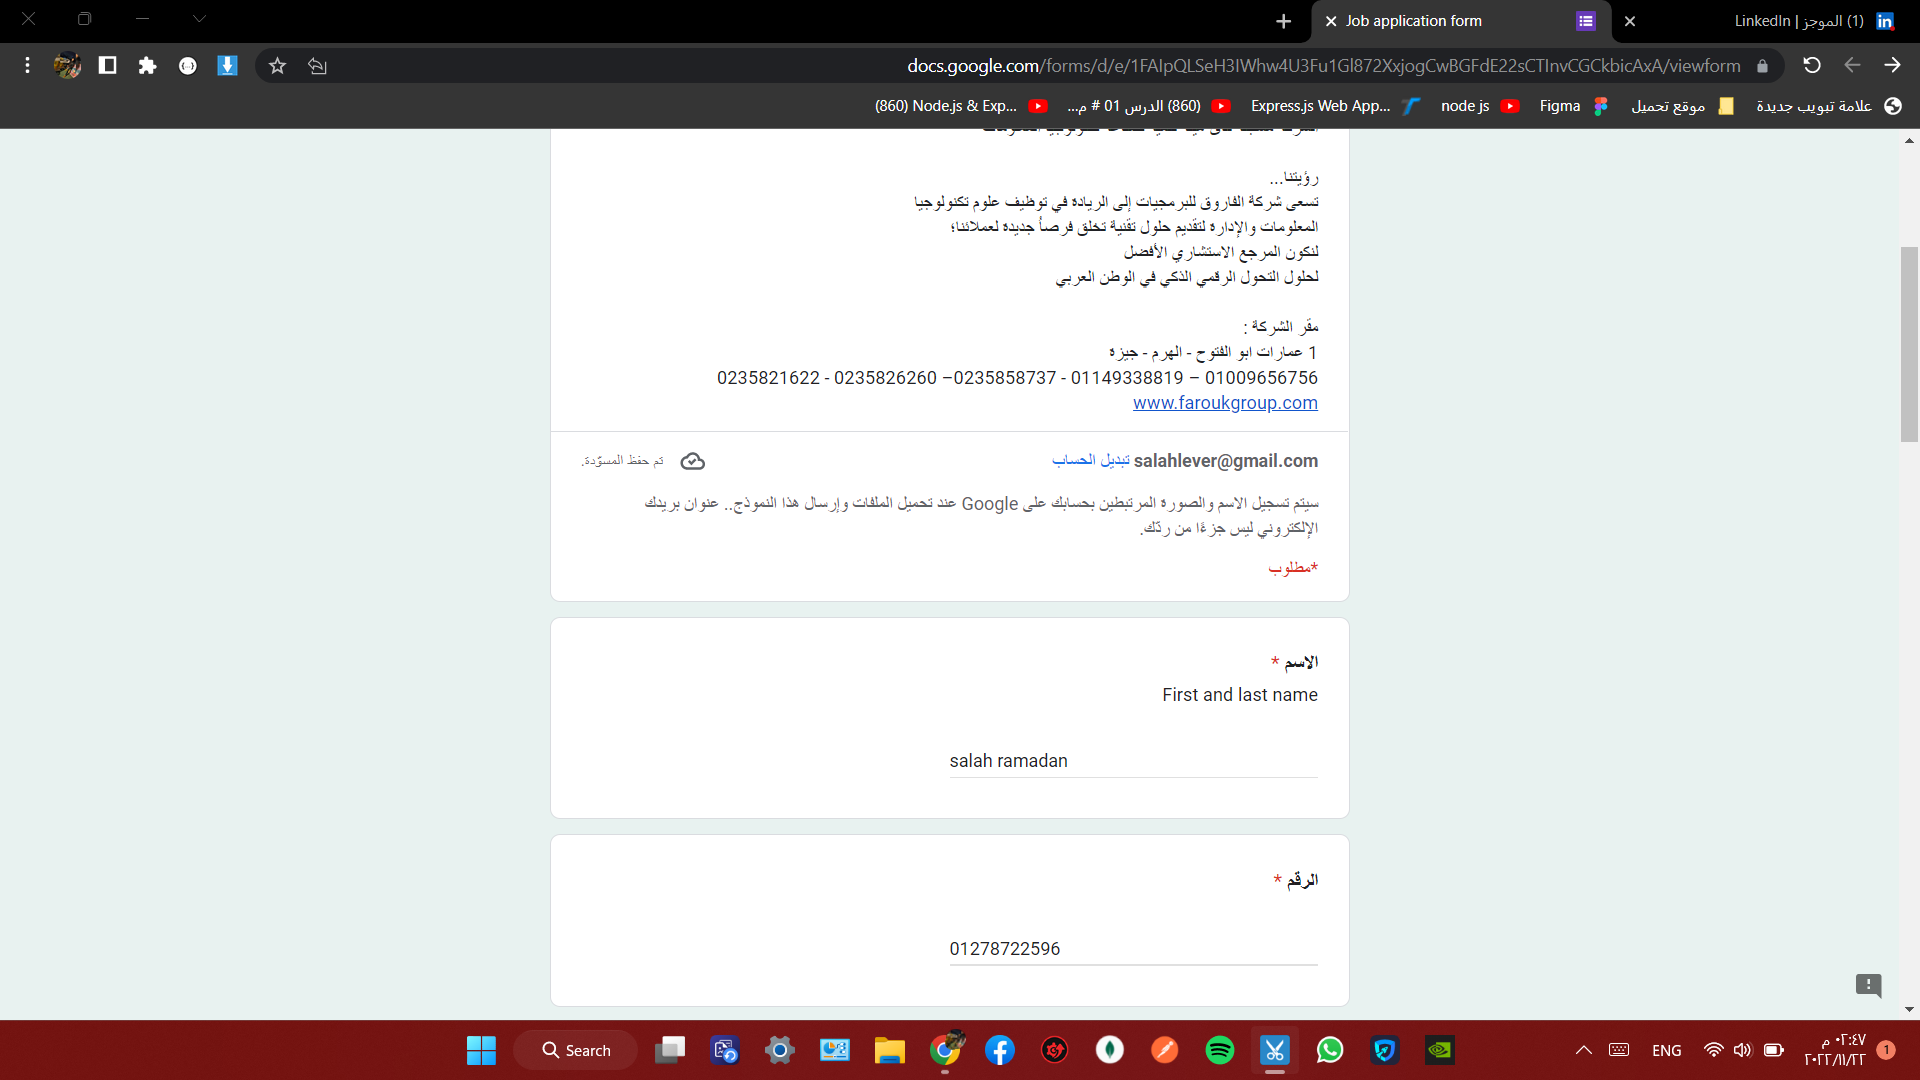 Job application form
(1) الموجز | LinkedIn
docs.google.com/forms/d/e/1FAIpQLSeH3IWhw4U3Fu1Gl872XxjogCwBGFdE22sCTInvCGCkbicAxA/viewform
علامة تبويب جديدة
موقع تحميل
Figma
node js
Express.js Web App...
(860) الدرس 01 # م...
(860) Node.js & Exp...
رؤيتنا...
تسعى شركة الفاروق للبرمجيات إلى الريادة في توظيف علوم تكنولوجيا
المعلومات والإدارة لتقديم حلول تقنية تخلق فرصاُ جديدة لعملائنا؛
لنكون المرجع الاستشاري الأفضل
لحلول التحول الرقمي الذكي في الوطن العربي
مقر الشركة :
1 عمارات ابو الفتوح - الهرم - جيزة
0235821622 - 0235826260 –0235858737 - 01149338819 – 01009656756
www.faroukgroup.com
salahlever@gmail.com تبديل الحساب
تم حفظ المسوّدة.
سيتم تسجيل الاسم والصورة المرتبطين بحسابك على Google عند تحميل الملفات وإرسال هذا النموذج.. عنوان بريدك
الإلكتروني ليس جزءًا من ردّك.
*مطلوب
الاسم *
First and last name
salah ramadan
الرقم *
01278722596
Search
ENG
٠٢:٤٧ م
٢٠٢٢/١١/٢٢
1